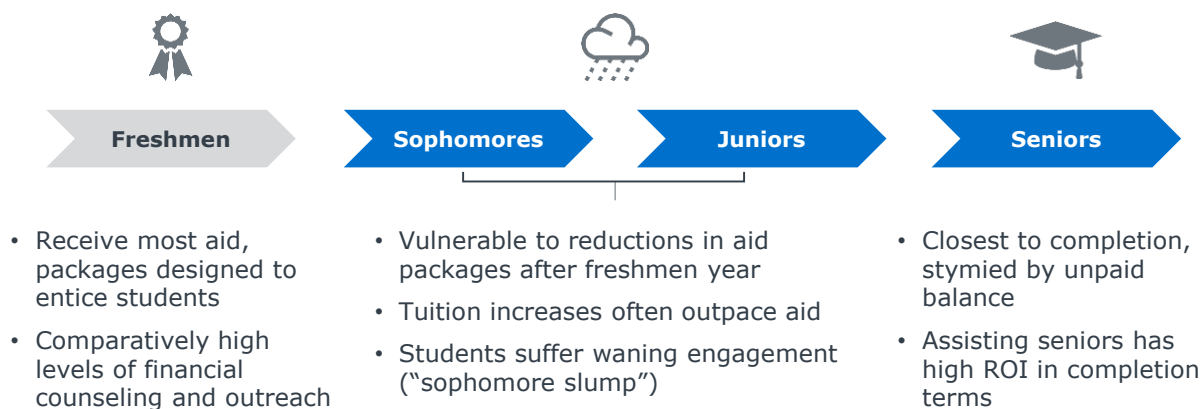 Freshmen
Sophomores
Juniors
Seniors
• Receive most aid,
packages designed to
entice students
• Comparatively high
levels of financial
counseling and outreach
• Vulnerable to reductions in aid
packages after freshmen year
• Tuition increases often outpace aid
• Students suffer waning engagement
(“sophomore slump”)
• Closest to completion,
stymied by unpaid
balance
• Assisting seniors has
high ROI in completion
terms